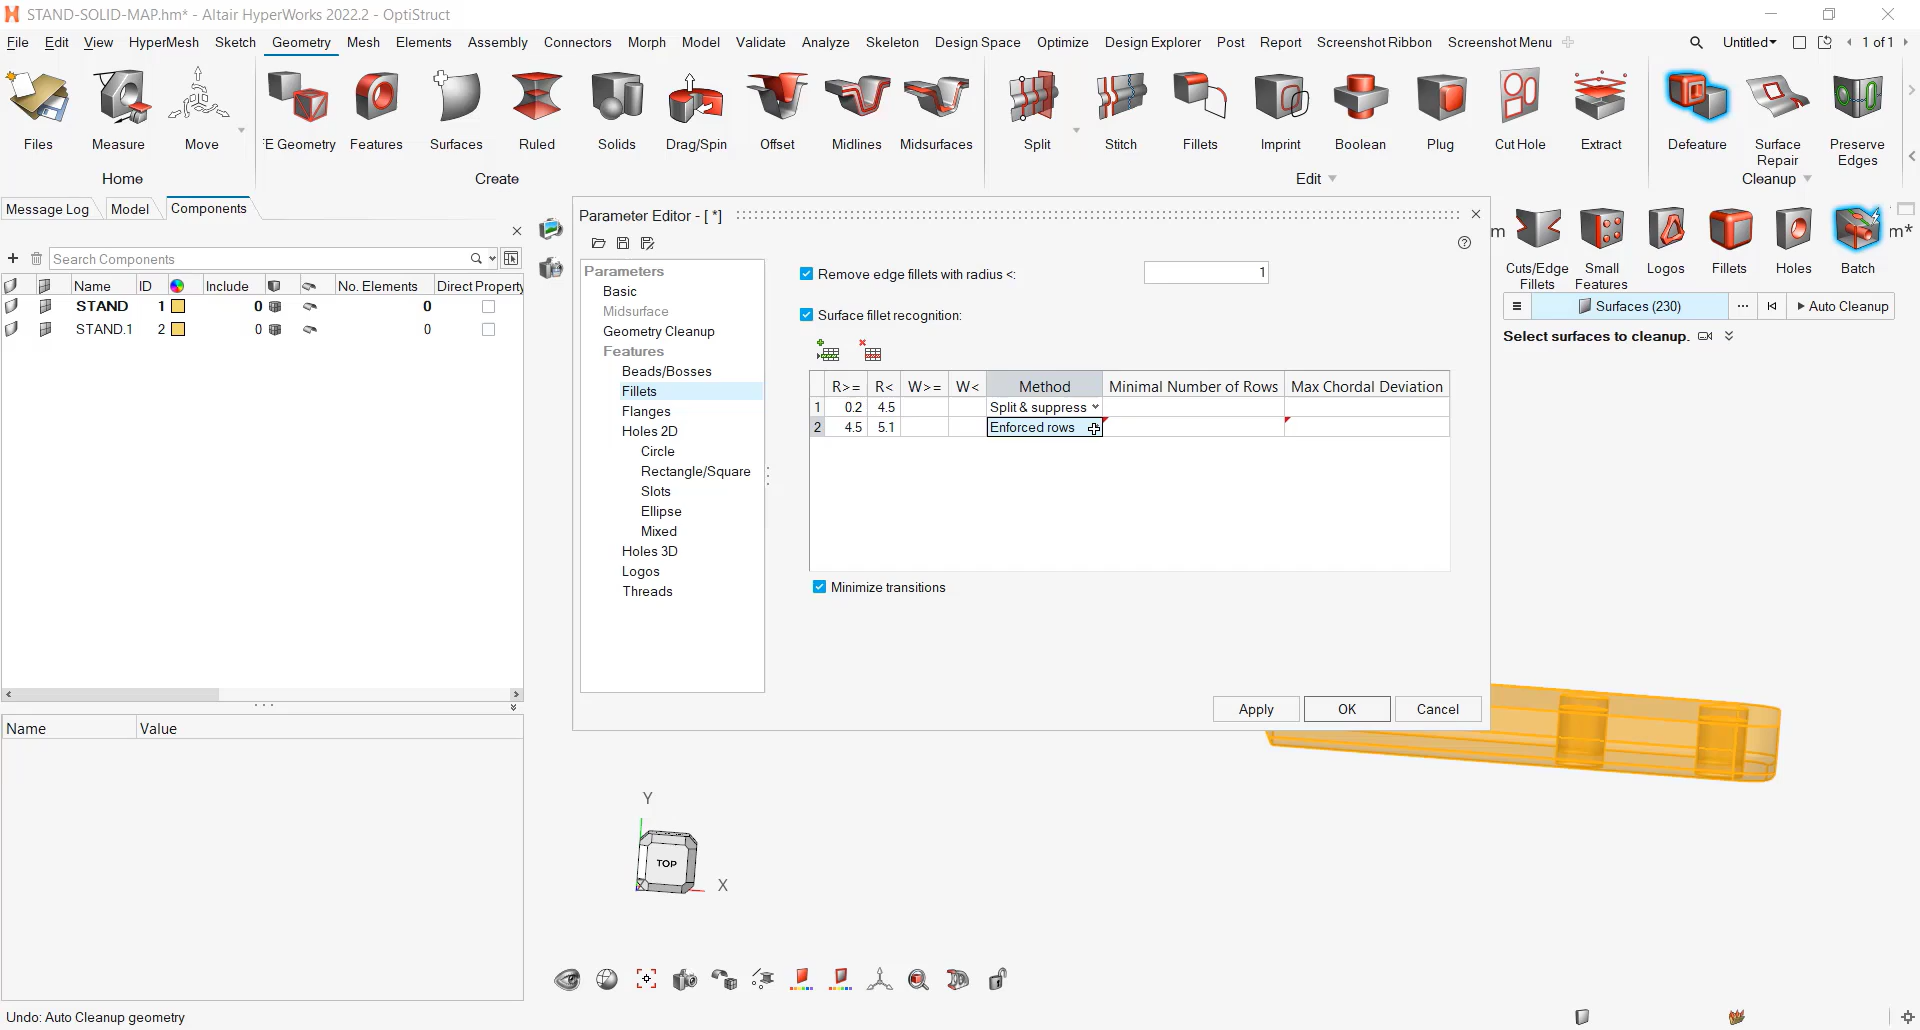 STAND-SOLID-MAP.hm* - Altair HyperWorks 2022.2 - OptiStruct
File Edit View HyperMesh Sketch Geometry Mesh Elements Assembly Connectors Morph Model Validate Analyze Skeleton Design Space Optimize Design Explorer Post Report Screenshot Ribbon Screenshot Menu Untitled 1 of 1
Files Measure Move E Geometry Features Surfaces Ruled Solids Drag/Spin Offset Midlines Midsurfaces Split Stitch Fillets Imprint Boolean Plug Cut Hole Extract Defeature Surface Repair Preserve Edges
Home Create Edit Cleanup
Message Log Model Components
Parameter Editor - [ *]
m m*
Search Components
Cuts/Edge Fillets Small Features Logos Fillets Holes Batch
Name ID Include No. Elements Direct Property
STAND 1 0 0
STAND.1 2 0 0
Name Value
Parameters
Basic
Midsurface
Geometry Cleanup
Features
Beads/Bosses
Fillets
Flanges
Holes 2D
Circle
Rectangle/Square
Slots
Ellipse
Mixed
Holes 3D
Logos
Threads
Remove edge fillets with radius <: 1
Surface fillet recognition:
R>= R< W>= W< Method Minimal Number of Rows Max Chordal Deviation
1 0.2 4.5 Split & suppress
2 4.5 5.1 Enforced rows
Minimize transitions
Apply OK Cancel
Surfaces (230) ... Auto Cleanup
Select surfaces to cleanup.
Y
TOP
X
Undo: Auto Cleanup geometry